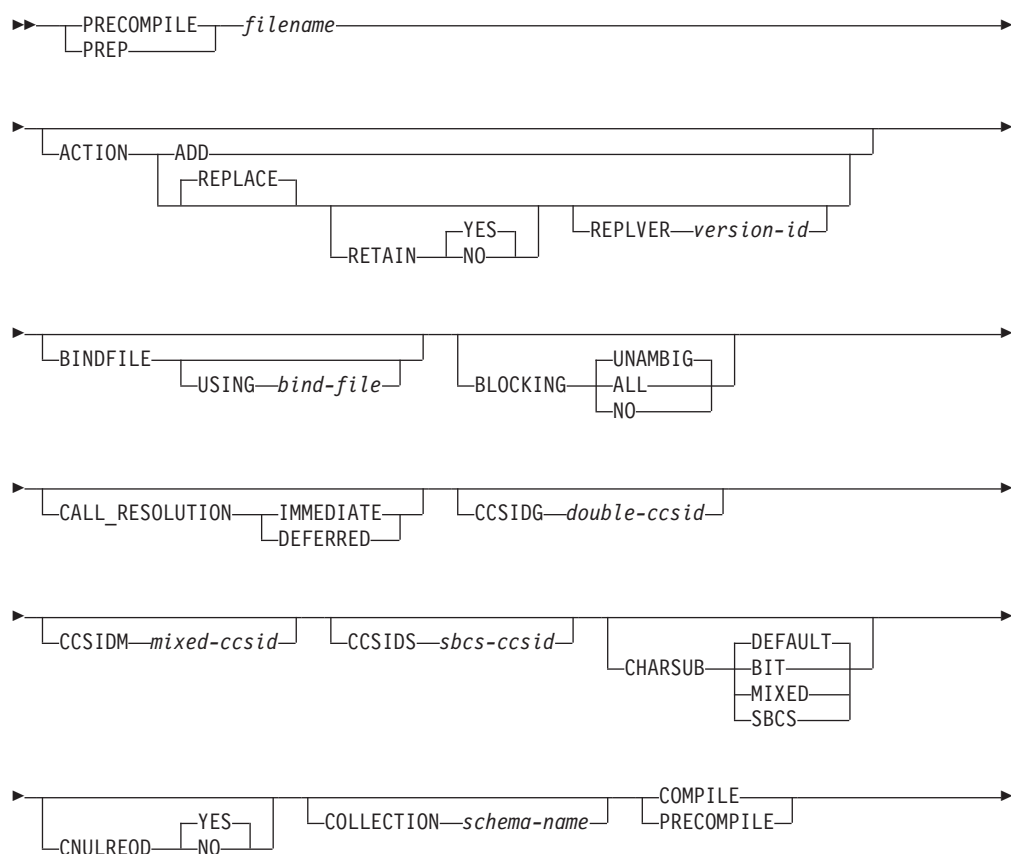 PRECOMPILE filename
PREP
ACTION ADD
REPLACE
YES REPLVER version-id
RETAIN NO
BINDFILE UNAMBIG
USING bind-file BLOCKING ALL
NO
CALL_RESOLUTION IMMEDIATE CCSIDG double-ccsid
DEFERRED
CCSIDM mixed-ccsid CCSIDS sbcs-ccsid DEFAULT
CHARSUB BIT
MIXED
SBCS
COMPILE
YES COLLECTION schema-name PRECOMPILE
CNULREQD NO